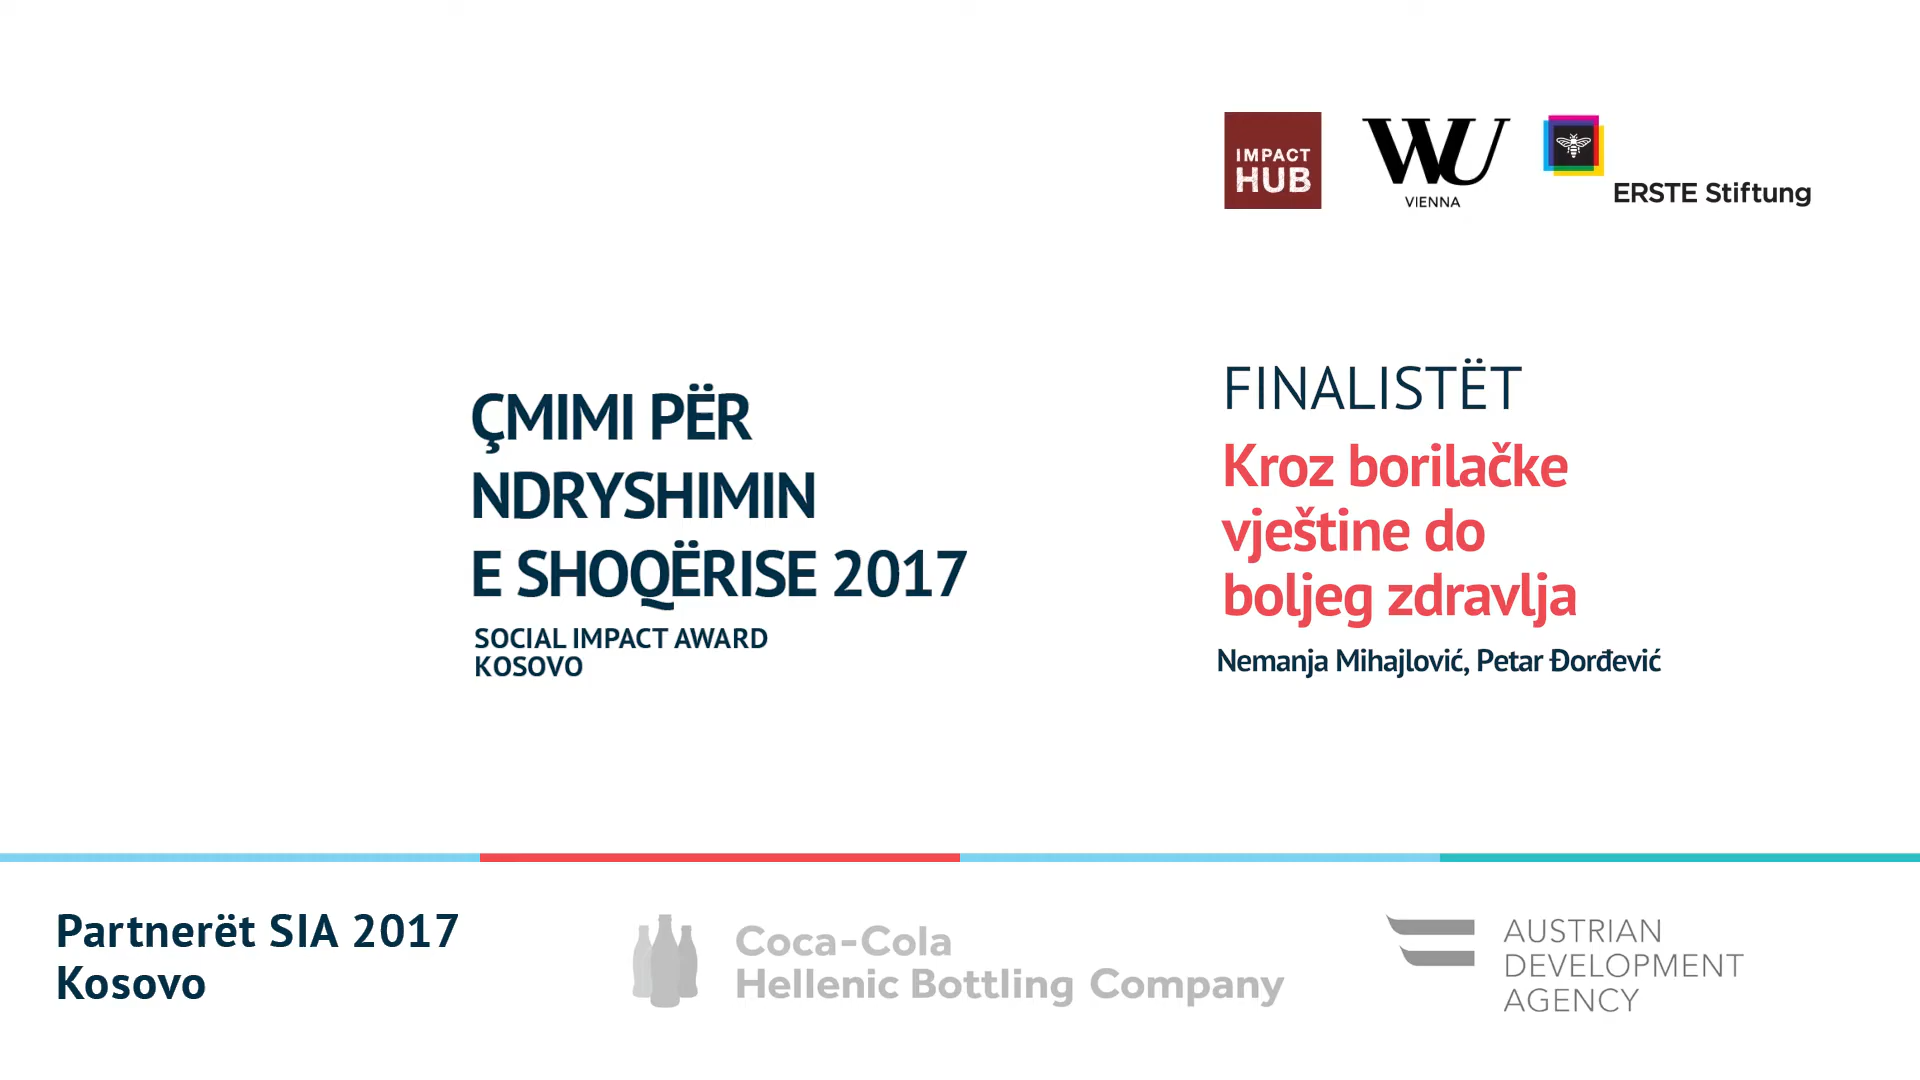 IMPACT
HUB
WU
VIENNA
ERSTE Stiftung
ÇMIMI PËR
NDRYSHIMIN
E SHOQËRISE 2017
SOCIAL IMPACT AWARD
KOSOVO
FINALISTËT
Kroz borilačke
vještine do
boljeg zdravlja
Nemanja Mihajlović, Petar Đorđević
Partnerët SIA 2017
Kosovo
Coca-Cola
Hellenic Bottling Company
AUSTRIAN
DEVELOPMENT
AGENCY